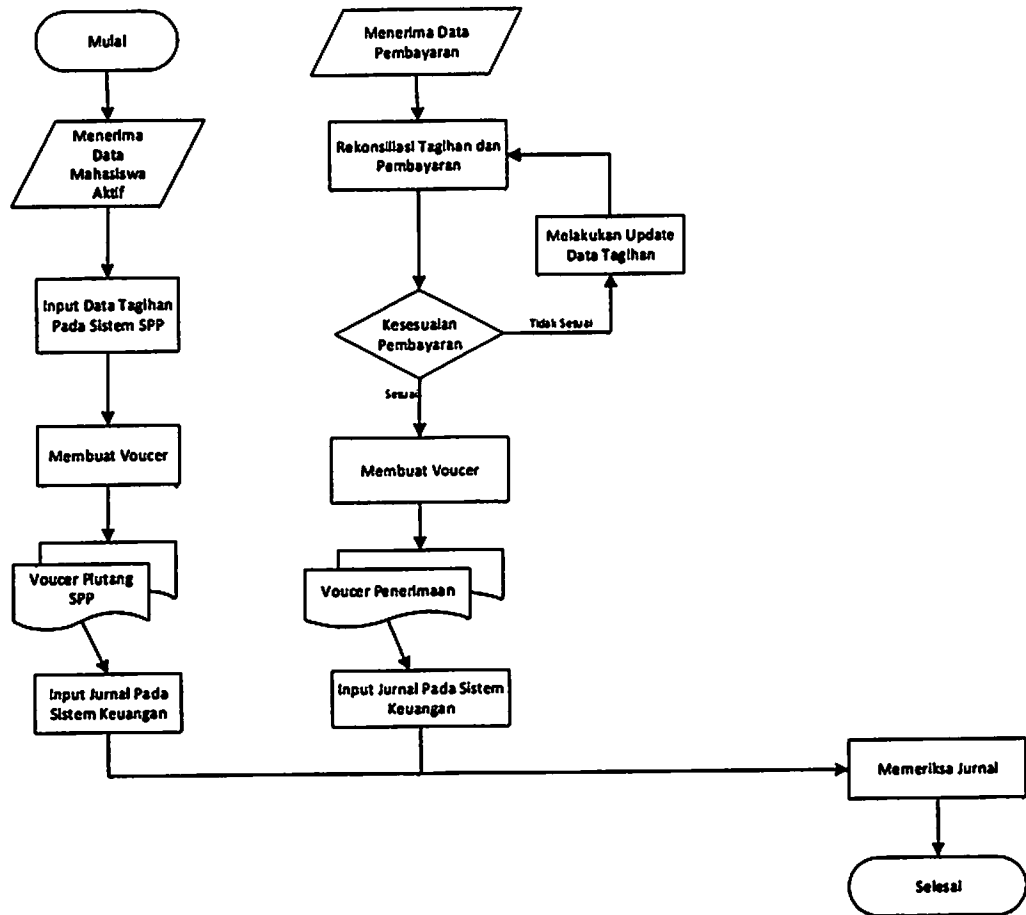 Mulai
Menerima
Data
Mahasiswa
Aktif
Input Data Tagihan
Pada Sistem SPP
Membuat Voucer
Voucer Piutang
SPP
Input Jurnal Pada
Sistem Keuangan
Menerima Data
Pembayaran
Rekonsiliasi Tagihan dan
Pembayaran
Melakukan Update
Data Tagihan
Kesesuaian
Pembayaran
Tidak Sesuai
Sesuai
Membuat Voucer
Voucer Penerimaan
Input Jurnal Pada Sistem
Keuangan
Memeriksa Jurnal
Selesai